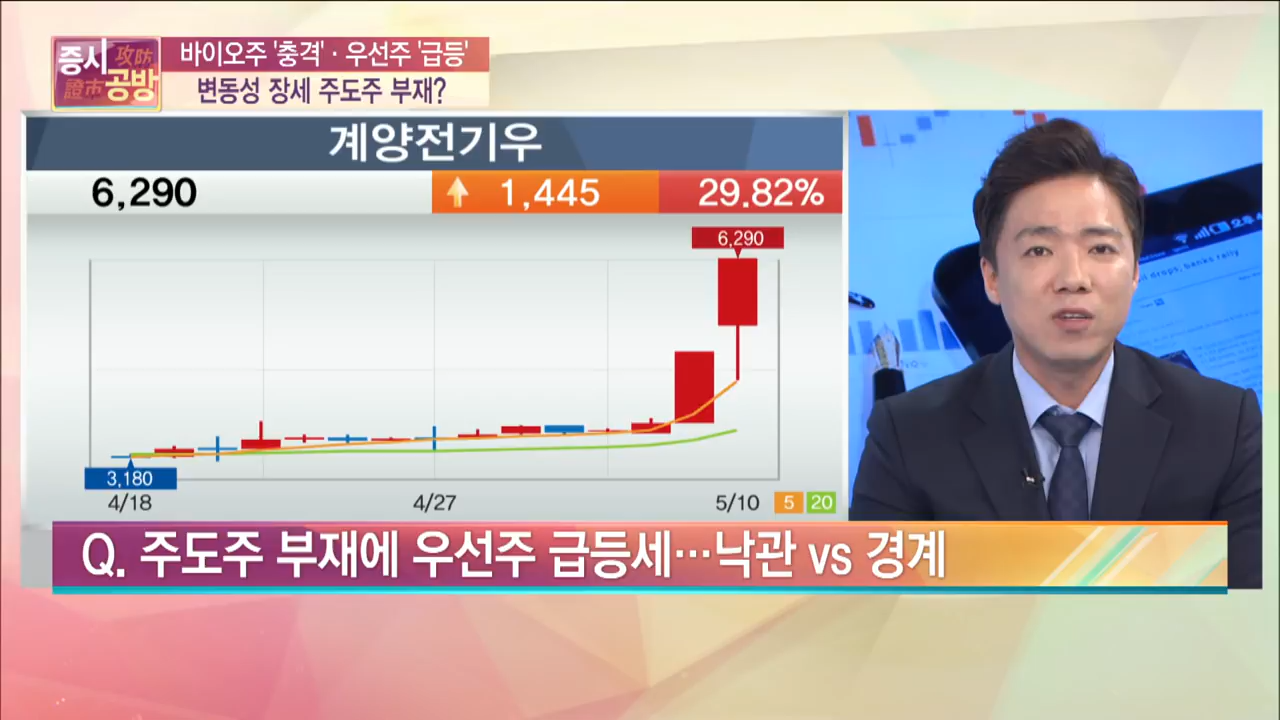 증시 攻防
證市 공방
바이오주 '충격' · 우선주 '급등'
변동성 장세 주도주 부재?
계양전기우
6,290 1,445 29.82%
6,290
3,180
4/18 4/27 5/10 5 20
drops, banks rally
Q. 주도주 부재에 우선주 급등세…낙관 vs 경계